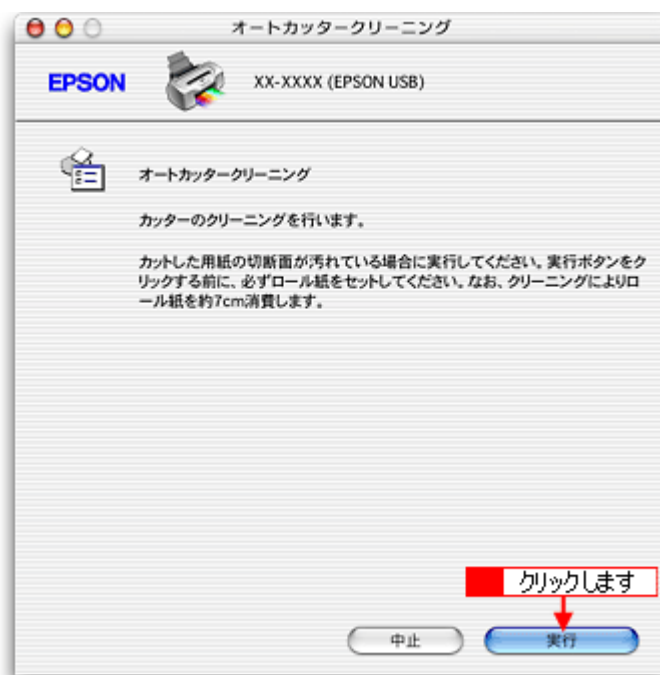 オートカッタークリーニング
EPSON
XX-XXXX (EPSON USB)
オートカッタークリーニング
カッターのクリーニングを行います。
カットした用紙の切断面が汚れている場合に実行してください。実行ボタンをク
リックする前に、必ずロール紙をセットしてください。なお、クリーニングによりロ
ール紙を約7cm消費します。
クリックします
中止
実行